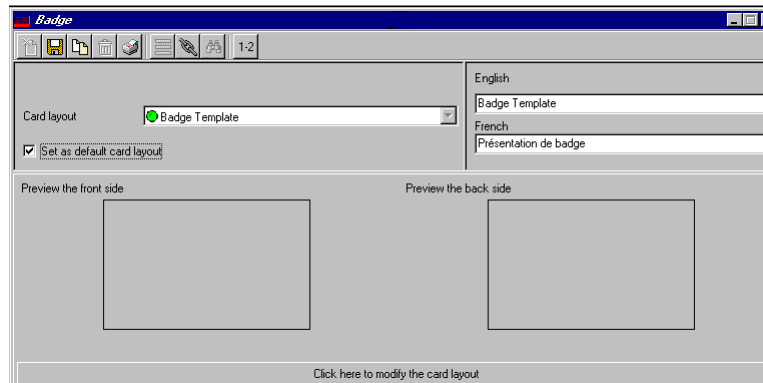 Badge
1-2
English
Card layout
Badge Template
Badge Template
French
Set as default card layout
Présentation de badge
Preview the front side
Preview the back side
Click here to modify the card layout